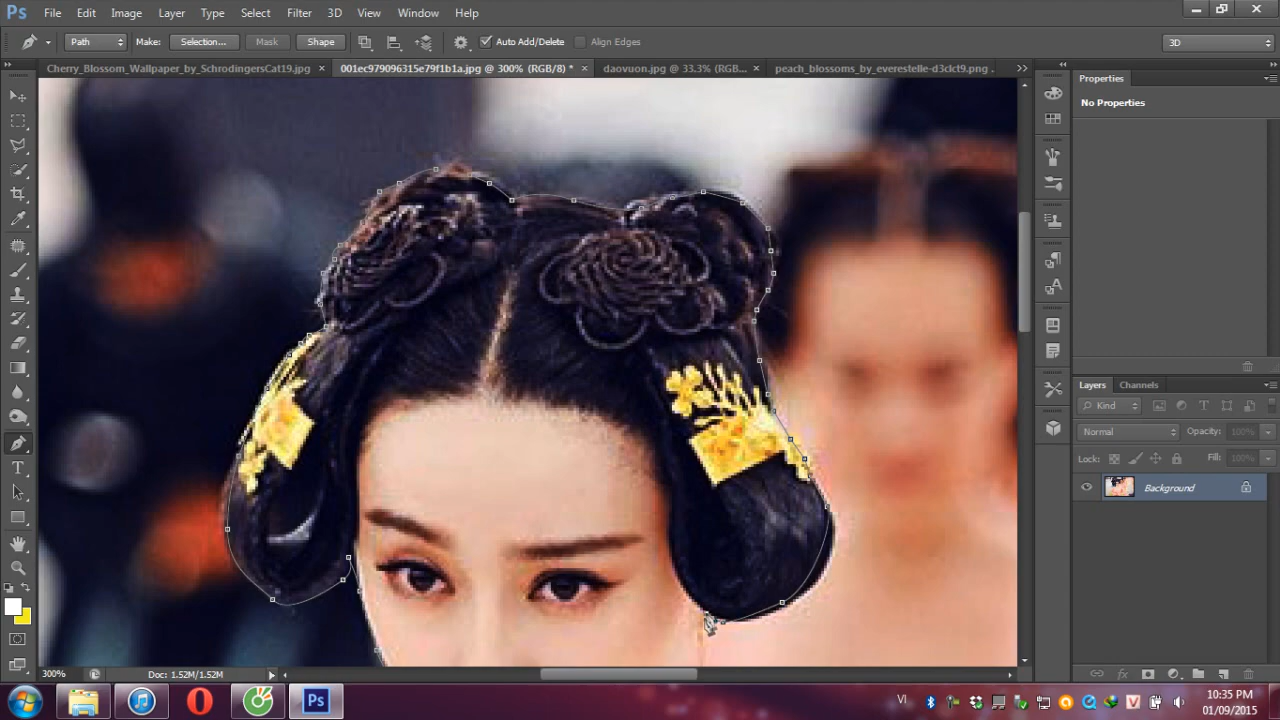 Ps File Edit Image Layer Type Select Filter 3D View Window Help
Path Make: Selection... Mask Shape Auto Add/Delete Align Edges 3D
Cherry_Blossom_Wallpaper_by_SchrodingersCat19.jpg × 001ec979096315e79f1b1a.jpg @ 300% (RGB/8) * × daovuon.jpg @ 33.3% (RGB... × peach_blossoms_by_everestelle-d3clct9.png ...
Properties
No Properties
Layers Channels
Kind
Normal Opacity: 100%
Lock: Fill: 100%
Background
300% Doc: 1.52M/1.52M
Ps VI 10:35 PM
01/09/2015